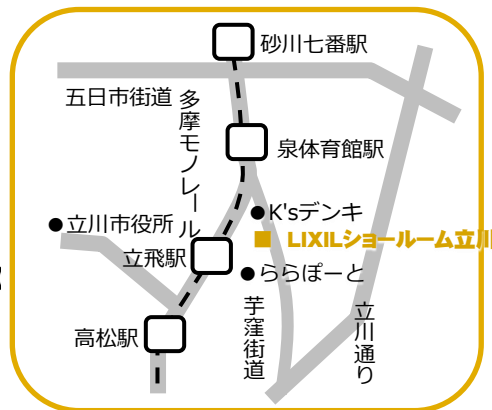 砂川七番駅
五日市街道
多摩モノレール
泉体育館駅
K'sデンキ
立川市役所
LIXILショールーム立川
立飛駅
ららぽーと
芋窪街道
立川通り
高松駅